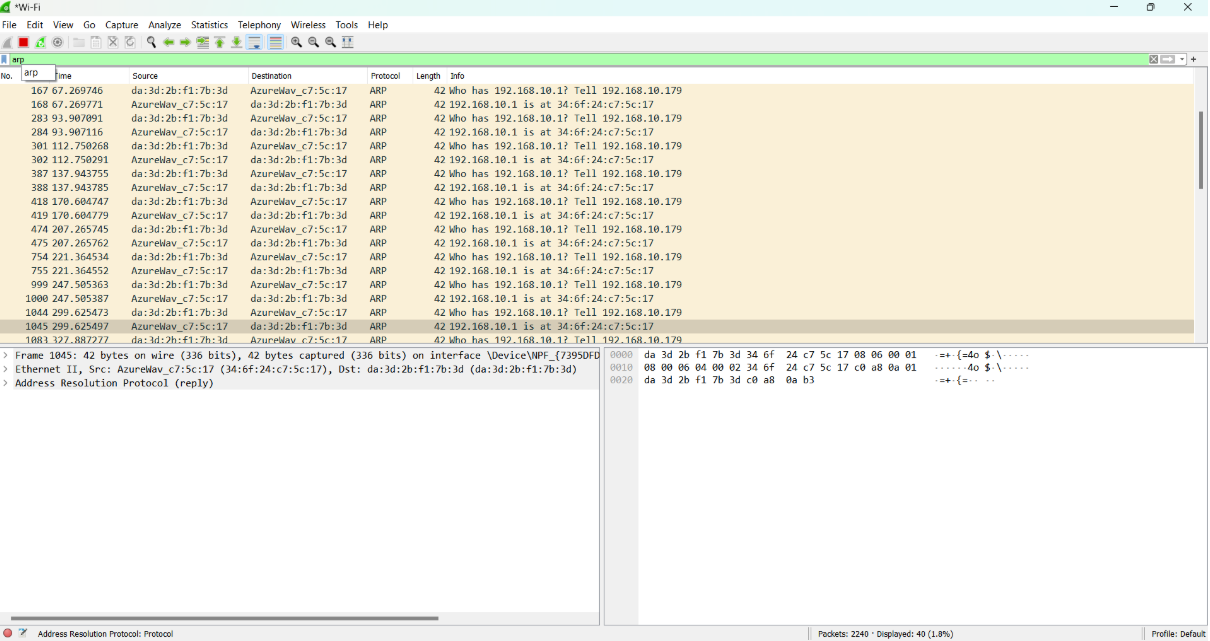 *Wi-Fi
File Edit View Go Capture Analyze Statistics Telephony Wireless Tools Help
arp
arp
No. Time Source Destination Protocol Length Info
167 67.269746 da:3d:2b:f1:7b:3d AzureWav_c7:5c:17 ARP 42 Who has 192.168.10.1? Tell 192.168.10.179
168 67.269771 AzureWav_c7:5c:17 da:3d:2b:f1:7b:3d ARP 42 192.168.10.1 is at 34:6f:24:c7:5c:17
283 93.907091 da:3d:2b:f1:7b:3d AzureWav_c7:5c:17 ARP 42 Who has 192.168.10.1? Tell 192.168.10.179
284 93.907116 AzureWav_c7:5c:17 da:3d:2b:f1:7b:3d ARP 42 192.168.10.1 is at 34:6f:24:c7:5c:17
301 112.750268 da:3d:2b:f1:7b:3d AzureWav_c7:5c:17 ARP 42 Who has 192.168.10.1? Tell 192.168.10.179
302 112.750291 AzureWav_c7:5c:17 da:3d:2b:f1:7b:3d ARP 42 192.168.10.1 is at 34:6f:24:c7:5c:17
387 137.943755 da:3d:2b:f1:7b:3d AzureWav_c7:5c:17 ARP 42 Who has 192.168.10.1? Tell 192.168.10.179
388 137.943785 AzureWav_c7:5c:17 da:3d:2b:f1:7b:3d ARP 42 192.168.10.1 is at 34:6f:24:c7:5c:17
418 170.604747 da:3d:2b:f1:7b:3d AzureWav_c7:5c:17 ARP 42 Who has 192.168.10.1? Tell 192.168.10.179
419 170.604779 AzureWav_c7:5c:17 da:3d:2b:f1:7b:3d ARP 42 192.168.10.1 is at 34:6f:24:c7:5c:17
474 207.265745 da:3d:2b:f1:7b:3d AzureWav_c7:5c:17 ARP 42 Who has 192.168.10.1? Tell 192.168.10.179
475 207.265762 AzureWav_c7:5c:17 da:3d:2b:f1:7b:3d ARP 42 192.168.10.1 is at 34:6f:24:c7:5c:17
754 221.364534 da:3d:2b:f1:7b:3d AzureWav_c7:5c:17 ARP 42 Who has 192.168.10.1? Tell 192.168.10.179
755 221.364552 AzureWav_c7:5c:17 da:3d:2b:f1:7b:3d ARP 42 192.168.10.1 is at 34:6f:24:c7:5c:17
999 247.505363 da:3d:2b:f1:7b:3d AzureWav_c7:5c:17 ARP 42 Who has 192.168.10.1? Tell 192.168.10.179
1000 247.505387 AzureWav_c7:5c:17 da:3d:2b:f1:7b:3d ARP 42 192.168.10.1 is at 34:6f:24:c7:5c:17
1044 299.625473 da:3d:2b:f1:7b:3d AzureWav_c7:5c:17 ARP 42 Who has 192.168.10.1? Tell 192.168.10.179
1045 299.625497 AzureWav_c7:5c:17 da:3d:2b:f1:7b:3d ARP 42 192.168.10.1 is at 34:6f:24:c7:5c:17
1083 327.887277 da:3d:2b:f1:7b:3d AzureWav_c7:5c:17 ARP 42 Who has 192.168.10.1? Tell 192.168.10.179
Frame 1045: 42 bytes on wire (336 bits), 42 bytes captured (336 bits) on interface \Device\NPF_{7395DFD
Ethernet II, Src: AzureWav_c7:5c:17 (34:6f:24:c7:5c:17), Dst: da:3d:2b:f1:7b:3d (da:3d:2b:f1:7b:3d)
Address Resolution Protocol (reply)
0000 da 3d 2b f1 7b 3d 34 6f 24 c7 5c 17 08 06 00 01 ·=+·{=4o $·\·····
0010 08 00 06 04 00 02 34 6f 24 c7 5c 17 c0 a8 0a 01 ······4o $·\·····
0020 da 3d 2b f1 7b 3d c0 a8 0a b3 ·=+·{=·· ··
Address Resolution Protocol: Protocol
Packets: 2240 · Displayed: 40 (1.8%)
Profile: Default